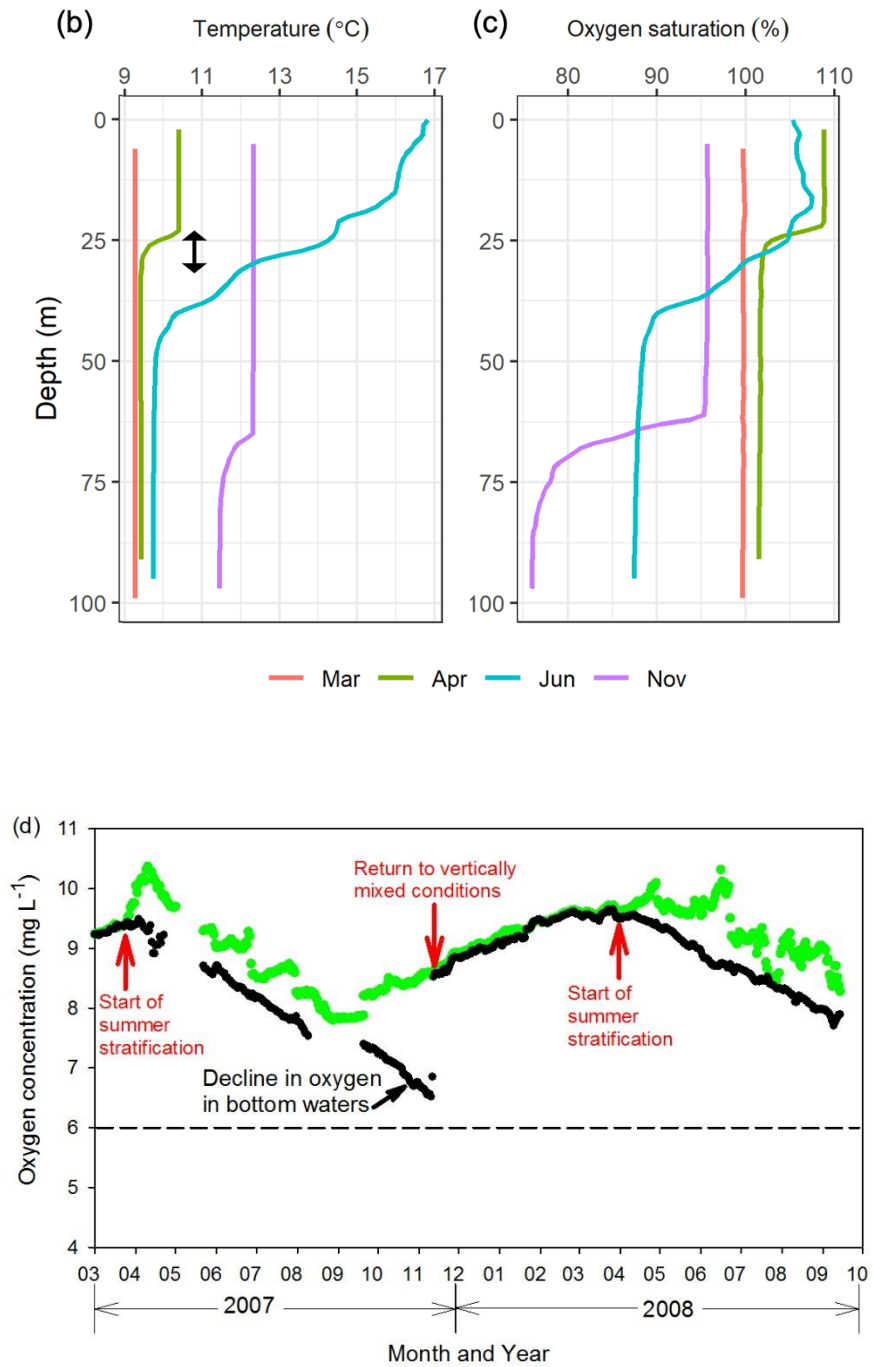 (b) Temperature (°C)
9 11 13 15 17
0
25
50
75
100
Depth (m)
(c) Oxygen saturation (%)
80 90 100 110
0
25
50
75
100
Mar Apr Jun Nov
(d)
11
10
9
8
7
6
5
4
Oxygen concentration (mg L⁻¹)
Return to vertically
mixed conditions
Start of
summer
stratification
Start of
summer
stratification
Decline in oxygen
in bottom waters
03 04 05 06 07 08 09 10 11 12 01 02 03 04 05 06 07 08 09 10
2007 2008
Month and Year